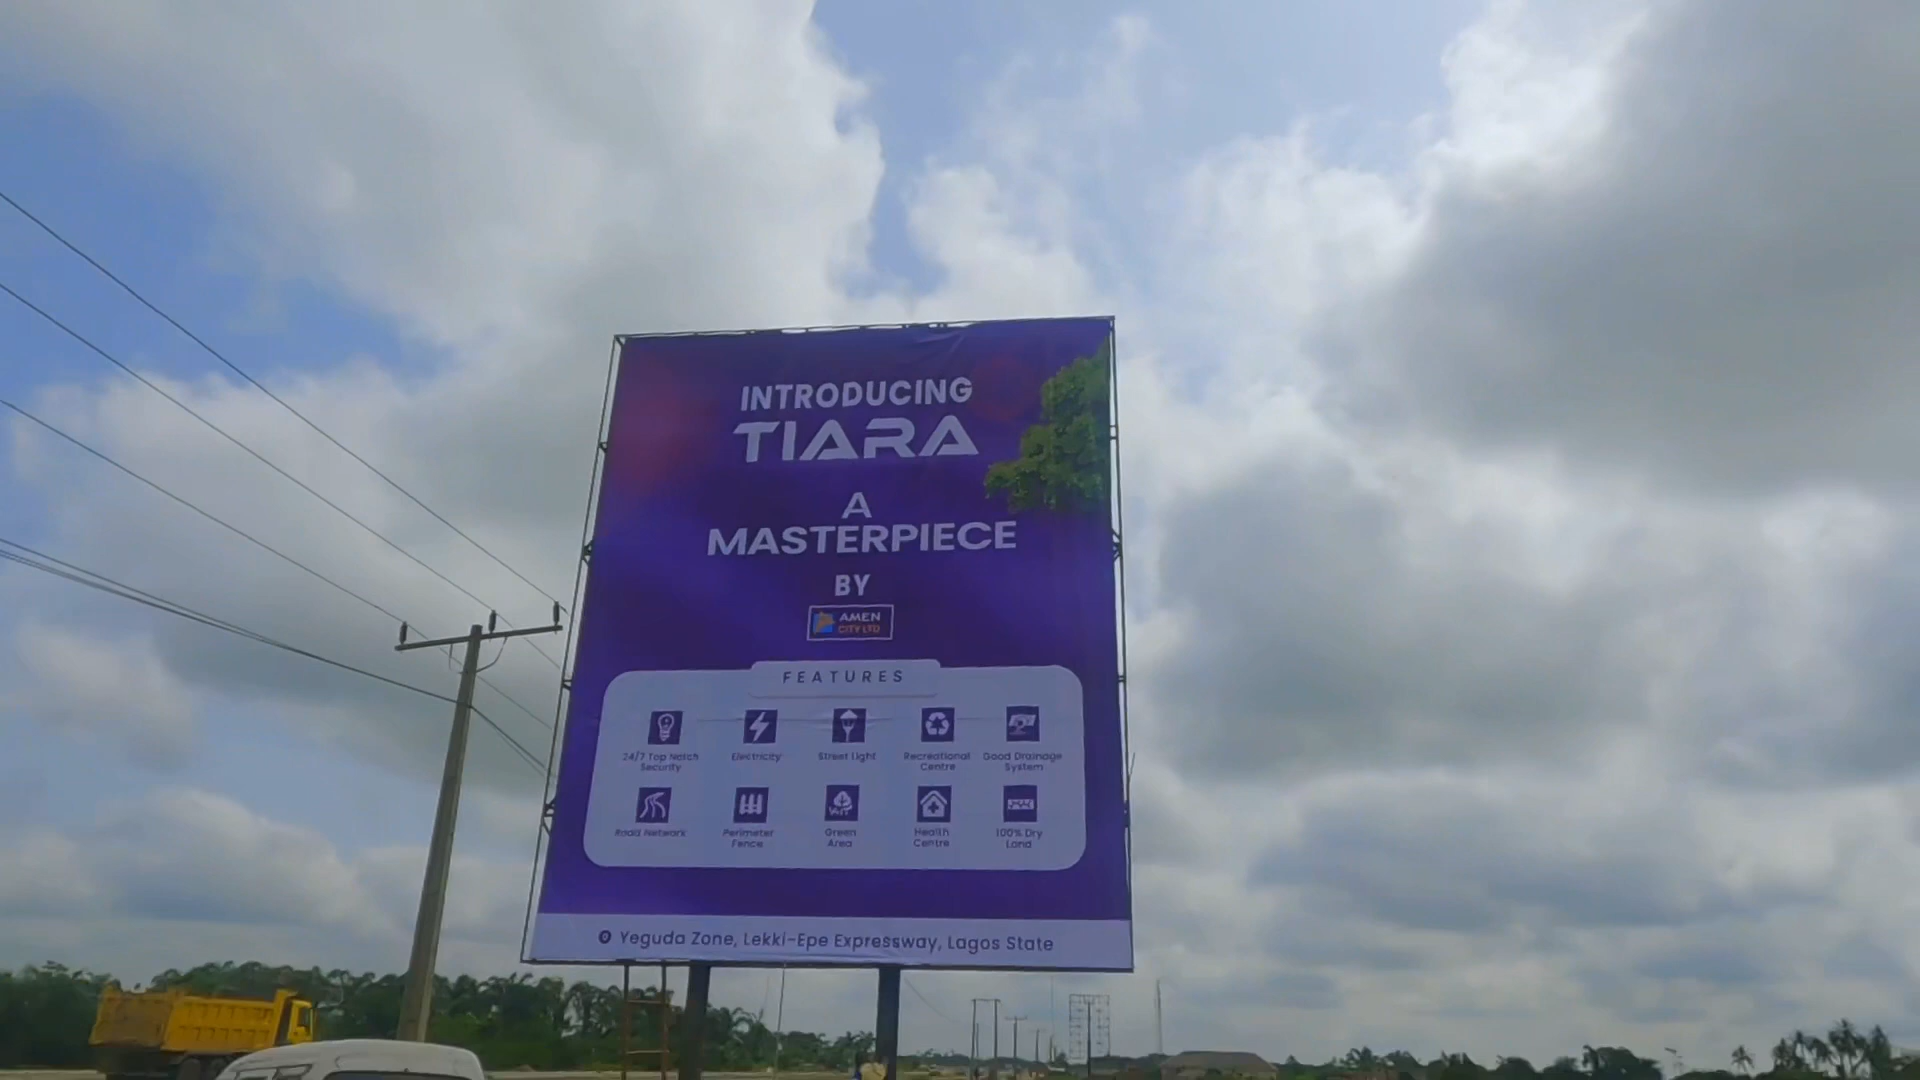 INTRODUCING
TIARA
A
MASTERPIECE
BY
AMEN
CITY LTD
FEATURES
24/7 Top Notch
Security
Electricity
Street Light
Recreational
Centre
Good Drainage
System
Road Network
Perimeter
Fence
Green
Area
Health
Centre
100% Dry
Land
Yeguda Zone, Lekki-Epe Expressway, Lagos State